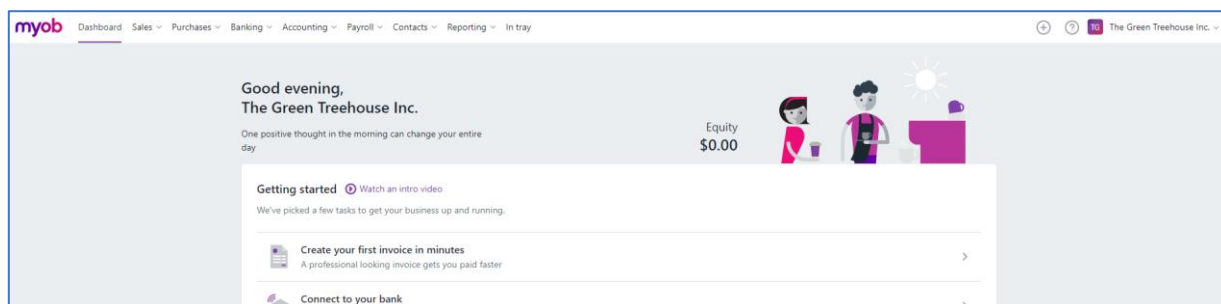 myob Dashboard Sales Purchases Banking Accounting Payroll Contacts Reporting In tray ? TG The Green Treehouse Inc.
Good evening,
The Green Treehouse Inc.
One positive thought in the morning can change your entire
day
Equity
$0.00
Getting started Watch an intro video
We've picked a few tasks to get your business up and running.
Create your first invoice in minutes
A professional looking invoice gets you paid faster
Connect to your bank